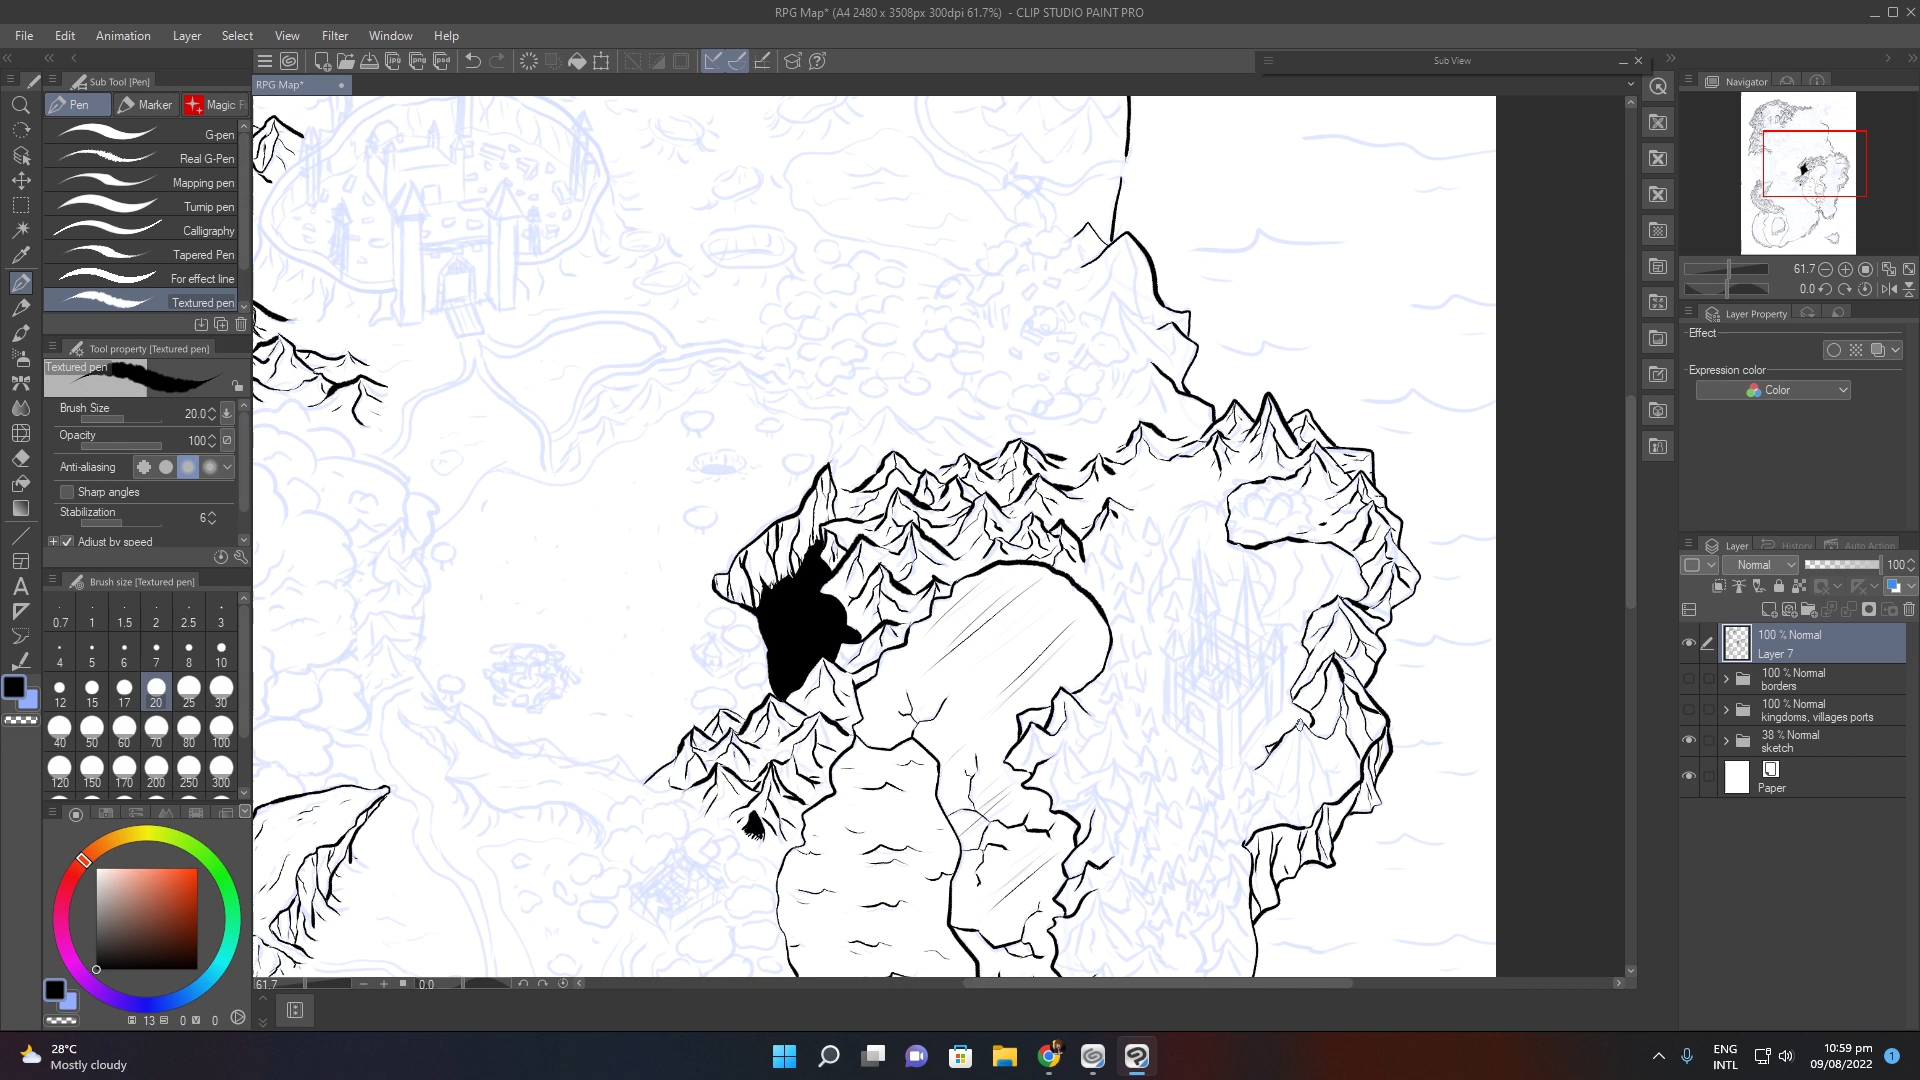 RPG Map* (A4 2480 x 3508px 300dpi 61.7%) - CLIP STUDIO PAINT PRO
File Edit Animation Layer Select View Filter Window Help
Sub View
Sub Tool [Pen]
RPG Map*
Navigator
Pen Marker Magic
G-pen
Real G-Pen
Mapping pen
Turnip pen
Calligraphy
Tapered Pen
For effect line
Textured pen
61.7
0.0
Layer Property
Effect
Expression color
Color
Tool property [Textured pen]
Textured pen
Brush Size 20.0
Opacity 100
Anti-aliasing
Sharp angles
Stabilization 6
Adjust by speed
Brush size [Textured pen]
0.7 1 1.5 2 2.5 3
4 5 6 7 8 10
12 15 17 20 25 30
40 50 60 70 80 100
120 150 170 200 250 300
Layer History Auto Action
Normal 100
100 % Normal
Layer 7
100 % Normal
borders
100 % Normal
kingdoms, villages ports
38 % Normal
sketch
Paper
61.7 0.0
13 0 0
28°C
Mostly cloudy
ENG
INTL
10:59 pm
09/08/2022
1